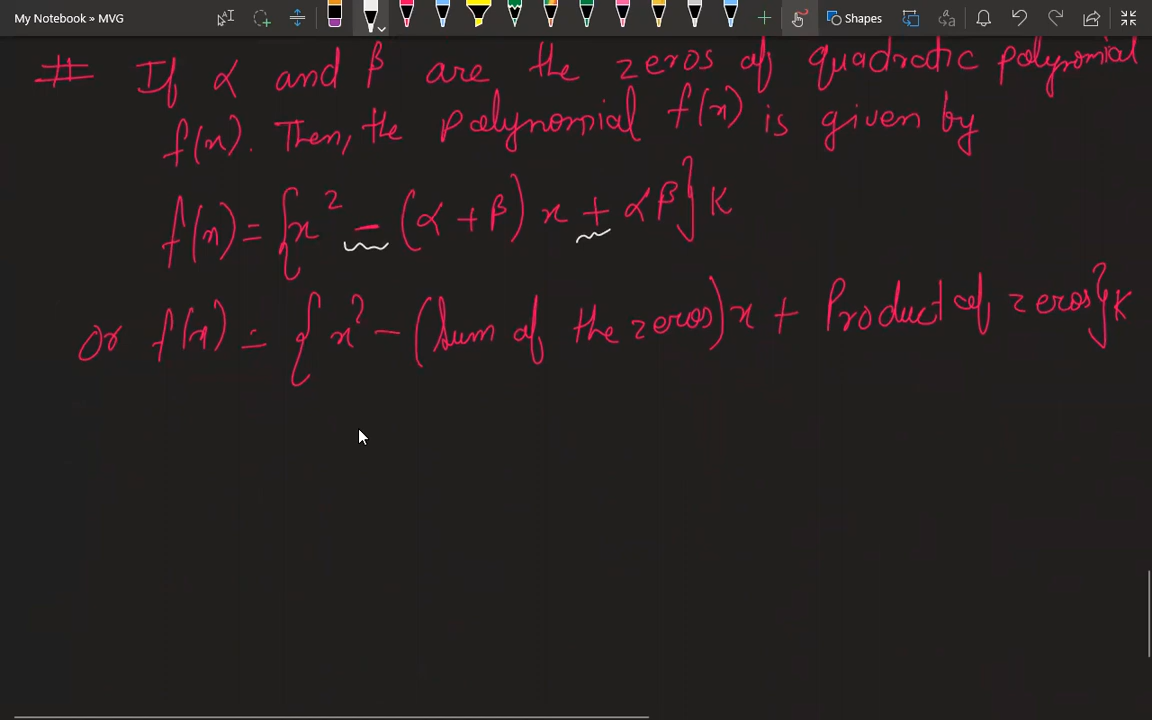 My Notebook » MVG
Shapes
# If α and β are the zeros of quadratic polynomial
f(x). Then, the polynomial f(x) is given by
f(x) = {x² - (α + β) x + αβ} K
or f(x) = {x² - (Sum of the zeros) x + Product of zeros} K